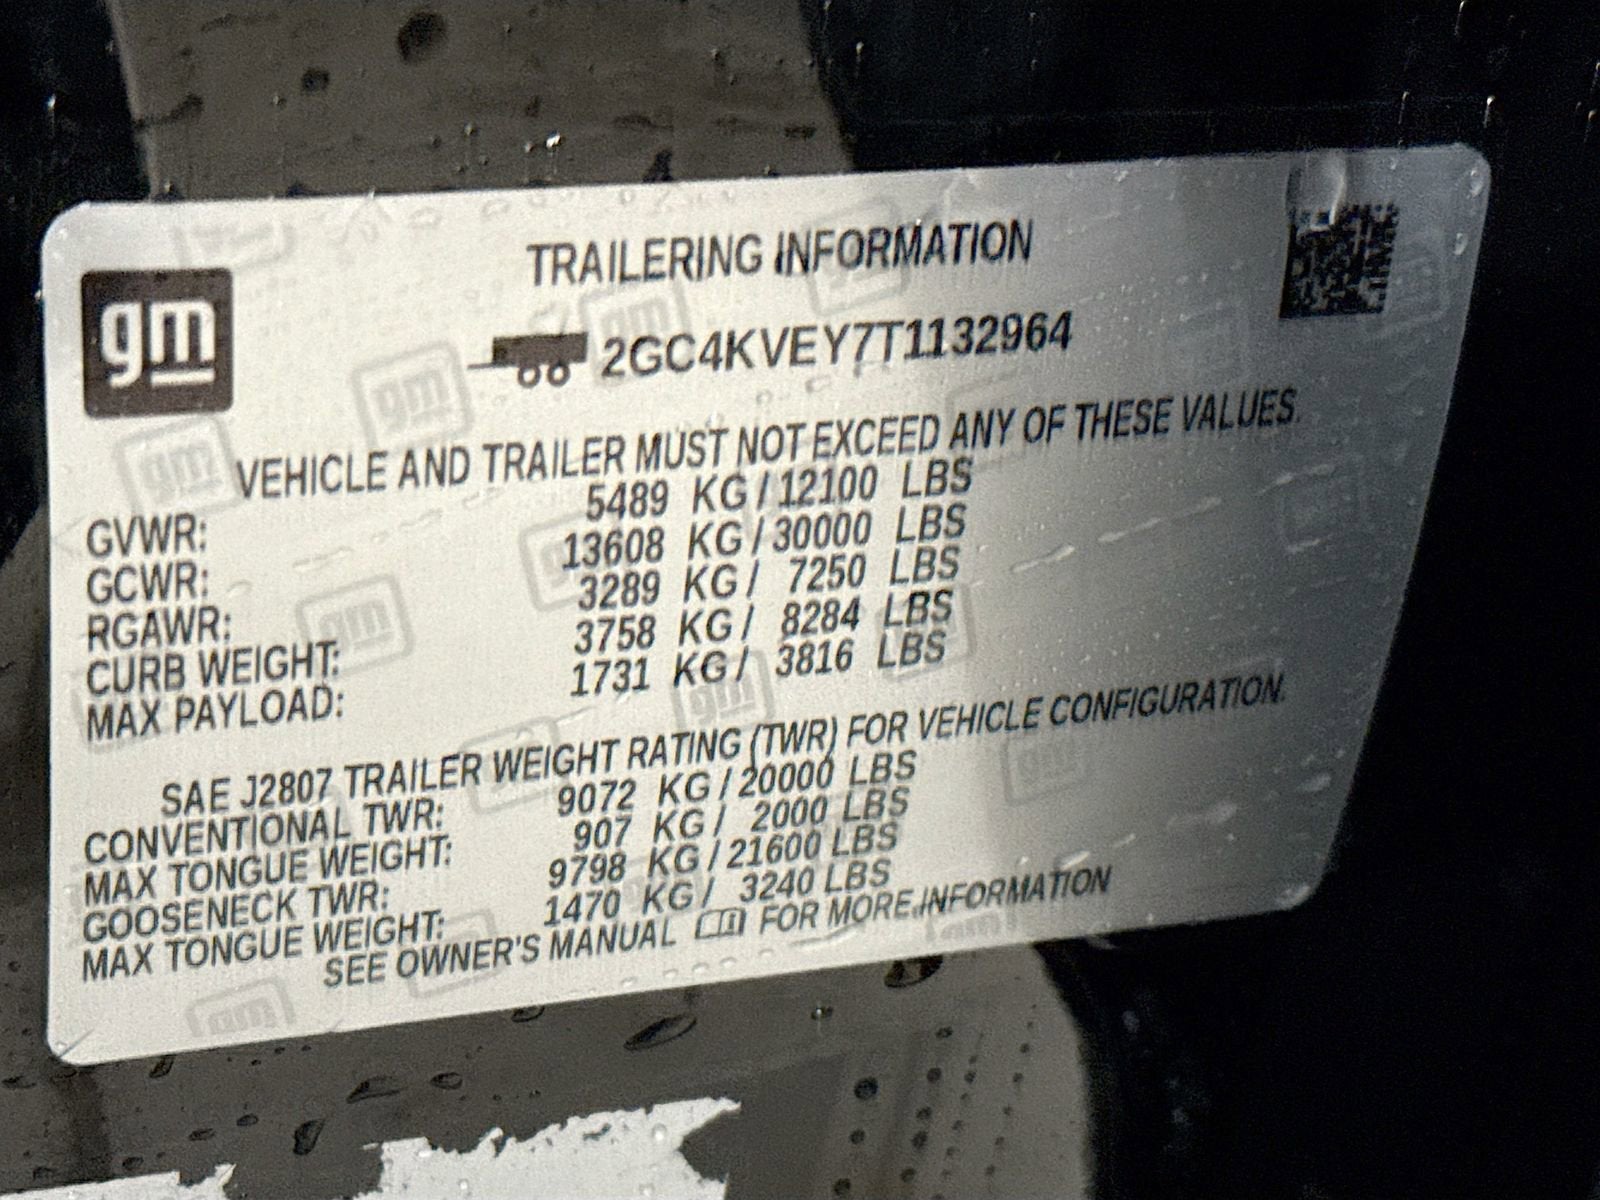 gm
TRAILERING INFORMATION
2GC4KVEY7T1132964
VEHICLE AND TRAILER MUST NOT EXCEED ANY OF THESE VALUES.
GVWR: 5489 KG / 12100 LBS
GCWR: 13608 KG / 30000 LBS
RGAWR: 3289 KG / 7250 LBS
CURB WEIGHT: 3758 KG / 8284 LBS
MAX PAYLOAD: 1731 KG / 3816 LBS
SAE J2807 TRAILER WEIGHT RATING (TWR) FOR VEHICLE CONFIGURATION.
CONVENTIONAL TWR: 9072 KG / 20000 LBS
MAX TONGUE WEIGHT: 907 KG / 2000 LBS
GOOSENECK TWR: 9798 KG / 21600 LBS
MAX TONGUE WEIGHT: 1470 KG / 3240 LBS
SEE OWNER'S MANUAL FOR MORE INFORMATION